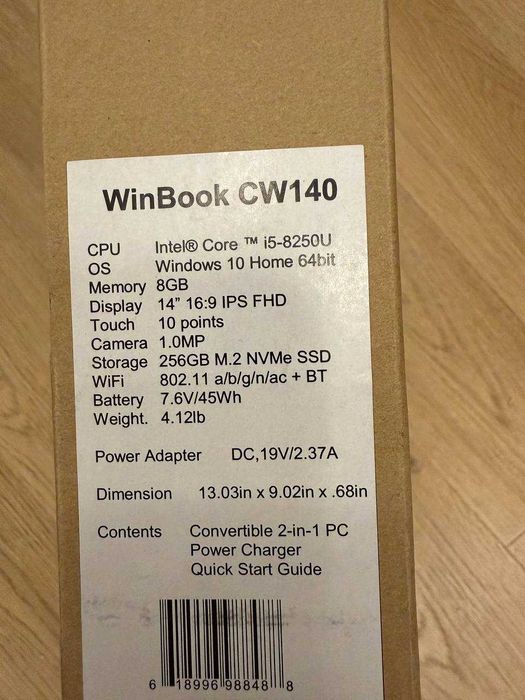 WinBook CW140
CPU Intel® Core ™ i5-8250U
OS Windows 10 Home 64bit
Memory 8GB
Display 14” 16:9 IPS FHD
Touch 10 points
Camera 1.0MP
Storage 256GB M.2 NVMe SSD
WiFi 802.11 a/b/g/n/ac + BT
Battery 7.6V/45Wh
Weight. 4.12lb
Power Adapter DC,19V/2.37A
Dimension 13.03in x 9.02in x .68in
Contents Convertible 2-in-1 PC
Power Charger
Quick Start Guide
6 18996 98848 8